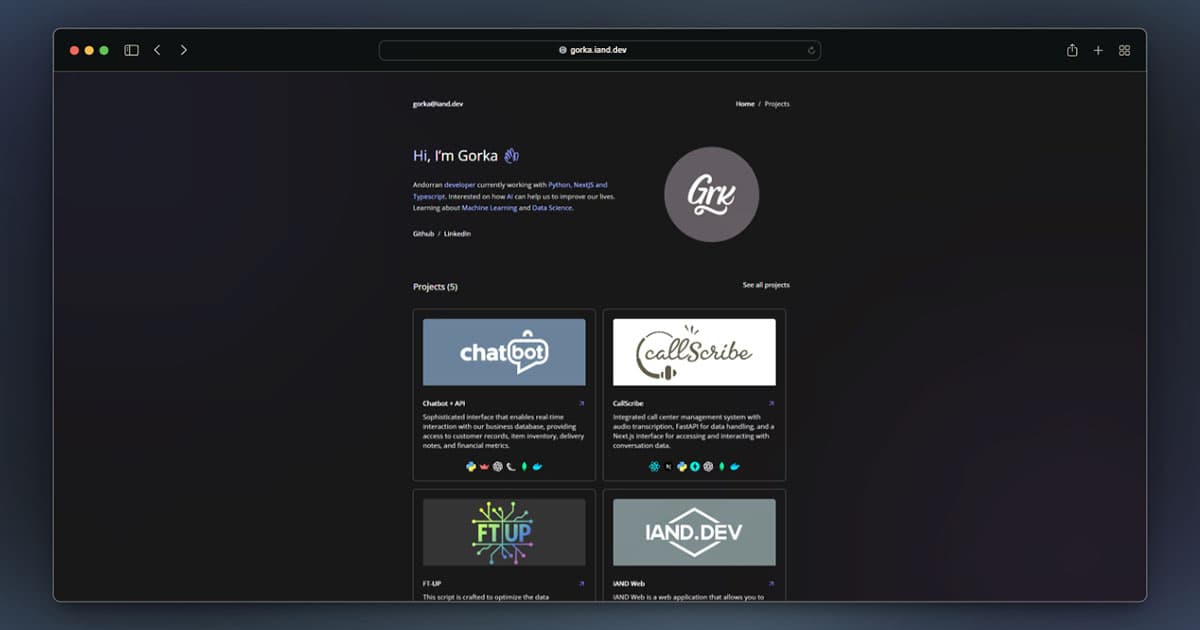 gorka.iand.dev
gorka@iand.dev
Home / Projects
Hi, I'm Gorka
Andorran developer currently working with Python, NextJS and
Typescript. Interested on how AI can help us to improve our lives.
Learning about Machine Learning and Data Science.
Grk
Github / LinkedIn
Projects (5)
See all projects
chatbot
Chatbot + API
Sophisticated interface that enables real-time
interaction with our business database, providing
access to customer records, item inventory, delivery
notes, and financial metrics.
callScribe
CallScribe
Integrated call center management system with
audio transcription, FastAPI for data handling, and a
Next.js interface for accessing and interacting with
conversation data.
FT UP
FT-UP
This script is crafted to optimize the data
IAND.DEV
iAND Web
IAND Web is a web application that allows you to